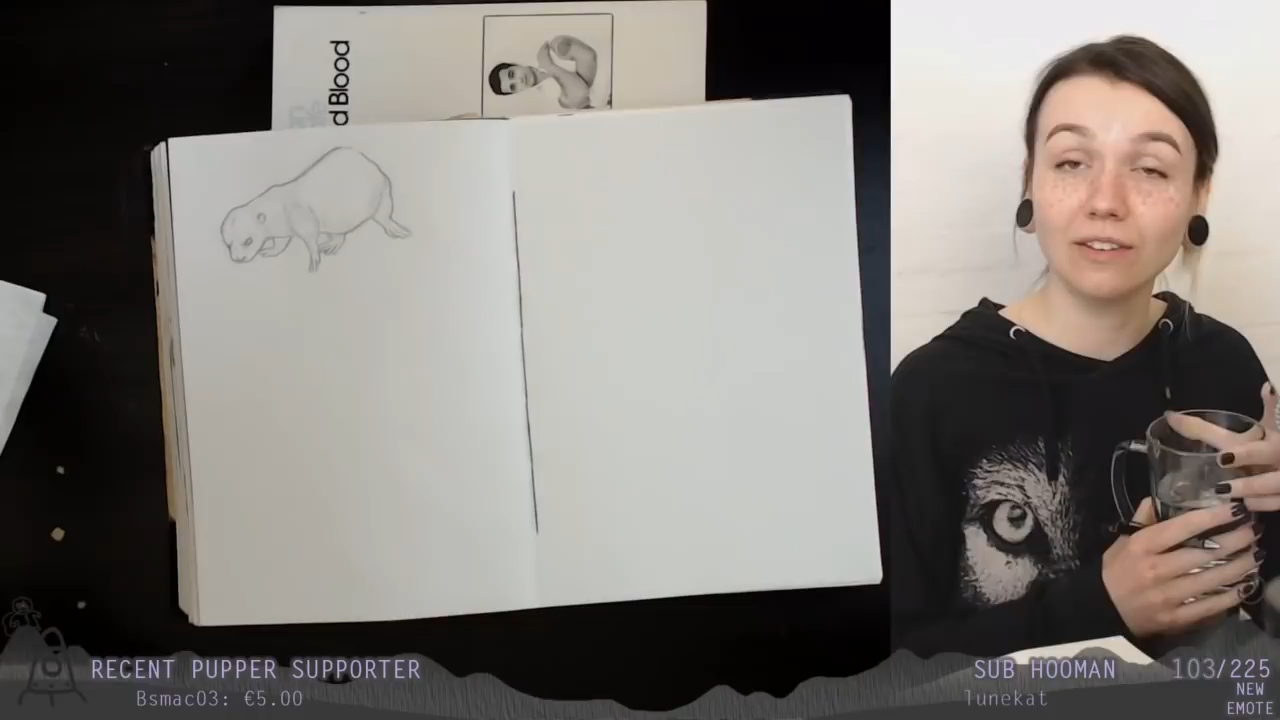 d Blood
RECENT PUPPER SUPPORTER
Bsmac03: €5.00
SUB HOOMAN
lunekat
103/225
NEW
EMOTE